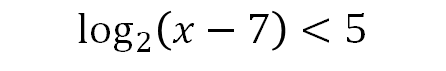 log₂(x − 7) < 5